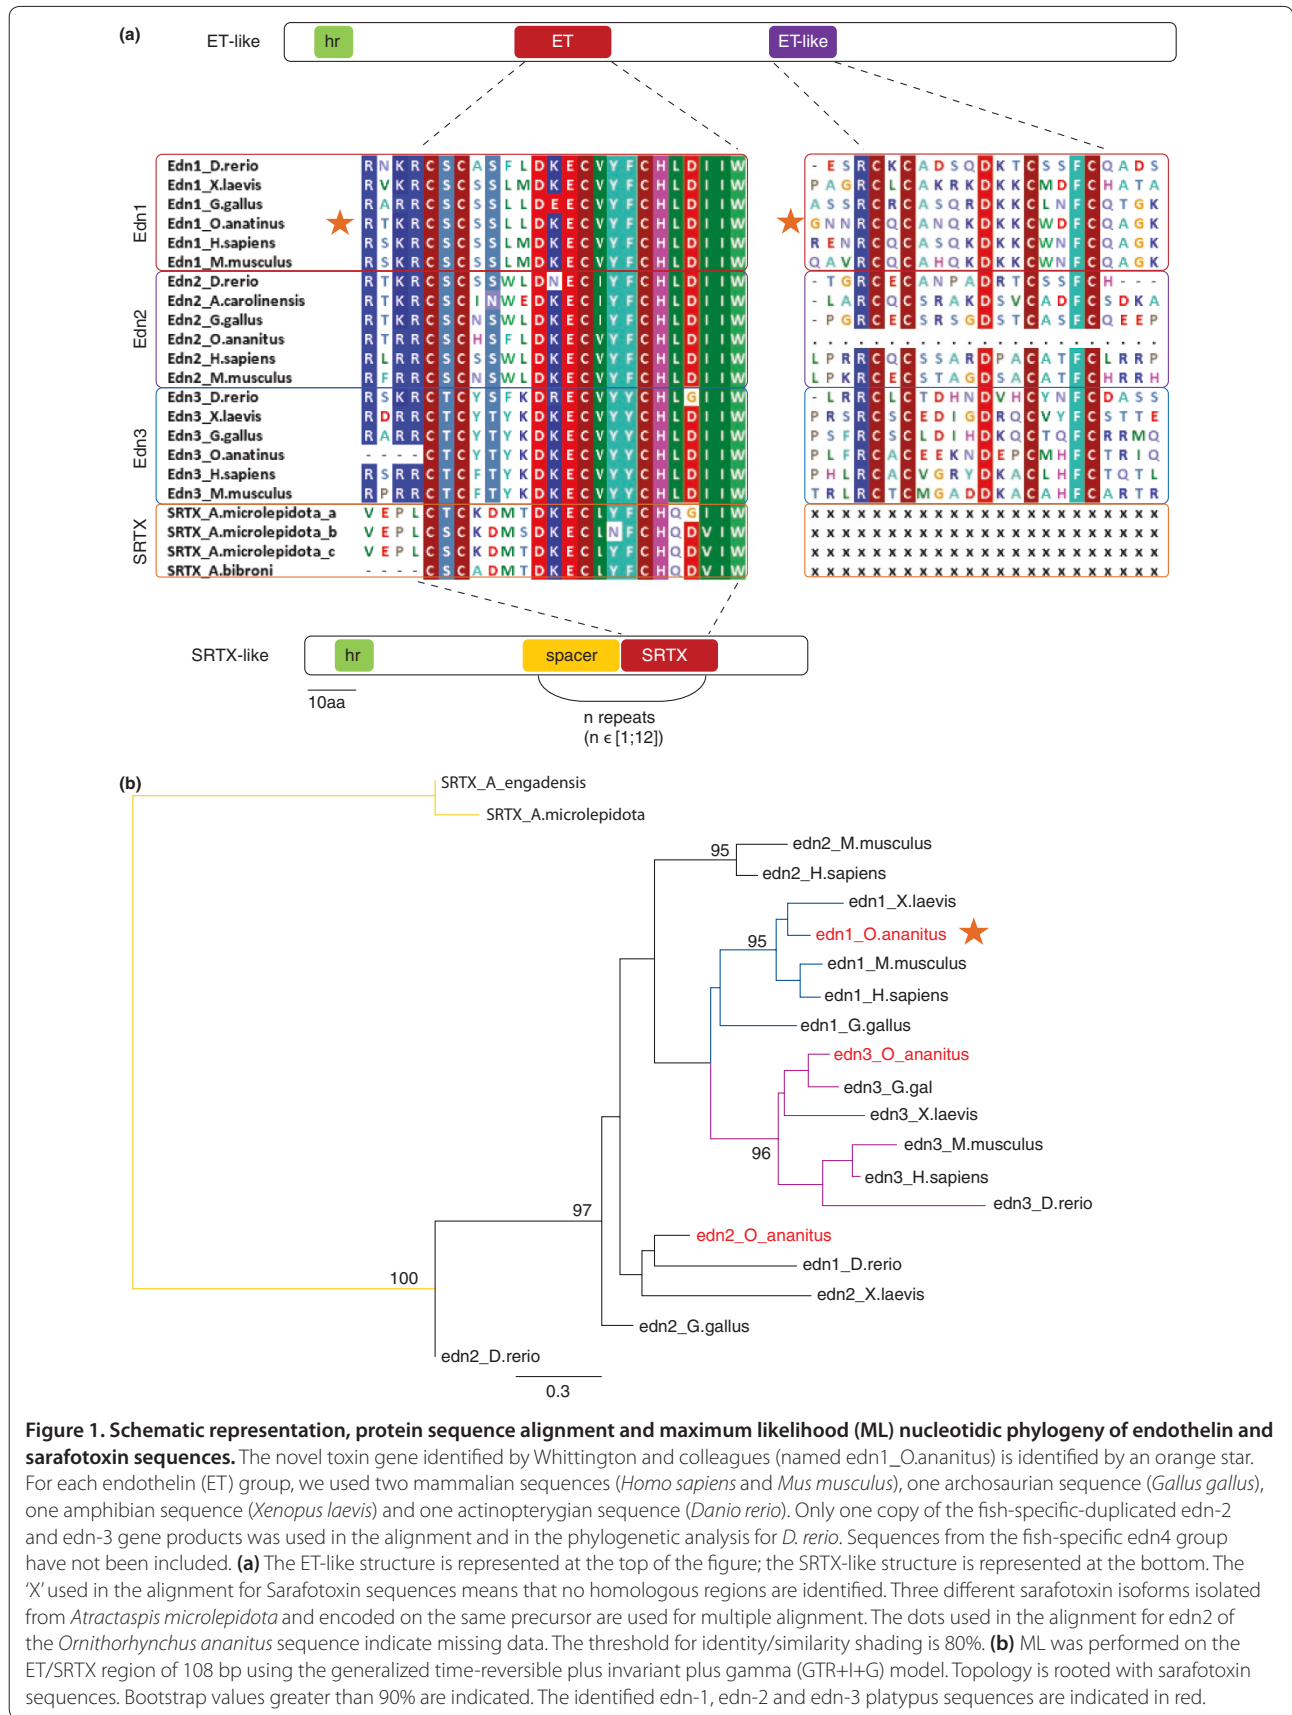 (a)
ET-like
hr
ET
ET-like
Edn1
Edn1_D.rerio R N K R C S C A S F L D K E C V Y F C H L D I I W - E S R C K C A D S Q D K T C S S F C Q A D S
Edn1_X.laevis R V K R C S C S S L M D K E C V Y F C H L D I I W P A G R C L C A K R K D K K C M D F C H A T A
Edn1_G.gallus R A R R C S C S S L L D E E C V Y F C H L D I I W A S S R C R C A S Q R D K K C L N F C Q T G K
Edn1_O.anatinus R T K R C S C S S L L D K E C V Y F C H L D I I W G N N R C Q C A N Q K D K K C W D F C Q A G K
Edn1_H.sapiens R S K R C S C S S L M D K E C V Y F C H L D I I W R E N R C Q C A S Q K D K K C W N F C Q A G K
Edn1_M.musculus R S K R C S C S S L M D K E C V Y F C H L D I I W Q A V R C Q C A H Q K D K K C W N F C Q A G K
Edn2
Edn2_D.rerio R T K R C S C S S W L D N E C I Y F C H L D I I W - T G R C E C A N P A D R T C S S F C H - - -
Edn2_A.carolinensis R T K R C S C I N W E D K E C I Y F C H L D I I W - L A R C Q C S R A K D S V C A D F C S D K A
Edn2_G.gallus R T K R C S C N S W L D K E C I Y F C H L D I I W - P G R C E C S R S G D S T C A S F C Q E E P
Edn2_O.ananitus R T R R C S C H S F L D K E C V Y F C H L D I I W . . . . . . . . . . . . . . . . . . . . . . .
Edn2_H.sapiens R L R R C S C S S W L D K E C V Y F C H L D I I W L P R R C Q C S S A R D P A C A T F C L R R P
Edn2_M.musculus R F R R C S C N S W L D K E C V Y F C H L D I I W L P K R C E C S T A G D S A C A T F C H R R H
Edn3
Edn3_D.rerio R S K R C T C Y S F K D R E C V Y Y C H L G I I W - L R R C L C T D H N D V H C Y N F C D A S S
Edn3_X.laevis R D R R C T C Y T Y K D K E C V Y Y C H L D I I W P R S R C S C E D I G D R Q C V Y F C S T T E
Edn3_G.gallus R A R R C T C Y T Y K D K E C V Y Y C H L D I I W P S F R C S C L D I H D K Q C T Q F C R R M Q
Edn3_O.anatinus - - - - C T C Y T Y K D K E C V Y Y C H L D I I W P L F R C A C E E K N D E P C M H F C T R I Q
Edn3_H.sapiens R S R R C T C F T Y K D K E C V Y Y C H L D I I W P H L R C A C V G R Y D K A C L H F C T Q T L
Edn3_M.musculus R P R R C T C F T Y K D K E C V Y Y C H L D I I W T R L R C T C M G A D D K A C A H F C A R T R
SRTX
SRTX_A.microlepidota_a V E P L C T C K D M T D K E C L Y F C H Q G I I W x x x x x x x x x x x x x x x x x x x x x x x
SRTX_A.microlepidota_b V E P L C S C K D M S D K E C L N F C H Q D V I W x x x x x x x x x x x x x x x x x x x x x x x
SRTX_A.microlepidota_c V E P L C S C K D M T D K E C L Y F C H Q D V I W x x x x x x x x x x x x x x x x x x x x x x x
SRTX_A.bibroni - - - - C S C A D M T D K E C L Y F C H Q D V I W x x x x x x x x x x x x x x x x x x x x x x x
SRTX-like
hr
spacer
SRTX
10aa
n repeats
(n ϵ [1;12])
(b)
SRTX_A_engadensis
SRTX_A.microlepidota
edn2_M.musculus
95
edn2_H.sapiens
edn1_X.laevis
edn1_O.ananitus
95
edn1_M.musculus
edn1_H.sapiens
edn1_G.gallus
edn3_O_ananitus
edn3_G.gal
edn3_X.laevis
edn3_M.musculus
96
edn3_H.sapiens
edn3_D.rerio
97
edn2_O_ananitus
edn1_D.rerio
100
edn2_X.laevis
edn2_G.gallus
edn2_D.rerio
0.3
Figure 1. Schematic representation, protein sequence alignment and maximum likelihood (ML) nucleotidic phylogeny of endothelin and
sarafotoxin sequences. The novel toxin gene identified by Whittington and colleagues (named edn1_O.ananitus) is identified by an orange star.
For each endothelin (ET) group, we used two mammalian sequences (Homo sapiens and Mus musculus), one archosaurian sequence (Gallus gallus),
one amphibian sequence (Xenopus laevis) and one actinopterygian sequence (Danio rerio). Only one copy of the fish-specific-duplicated edn-2
and edn-3 gene products was used in the alignment and in the phylogenetic analysis for D. rerio. Sequences from the fish-specific edn4 group
have not been included. (a) The ET-like structure is represented at the top of the figure; the SRTX-like structure is represented at the bottom. The
‘X’ used in the alignment for Sarafotoxin sequences means that no homologous regions are identified. Three different sarafotoxin isoforms isolated
from Atractaspis microlepidota and encoded on the same precursor are used for multiple alignment. The dots used in the alignment for edn2 of
the Ornithorhynchus ananitus sequence indicate missing data. The threshold for identity/similarity shading is 80%. (b) ML was performed on the
ET/SRTX region of 108 bp using the generalized time-reversible plus invariant plus gamma (GTR+I+G) model. Topology is rooted with sarafotoxin
sequences. Bootstrap values greater than 90% are indicated. The identified edn-1, edn-2 and edn-3 platypus sequences are indicated in red.